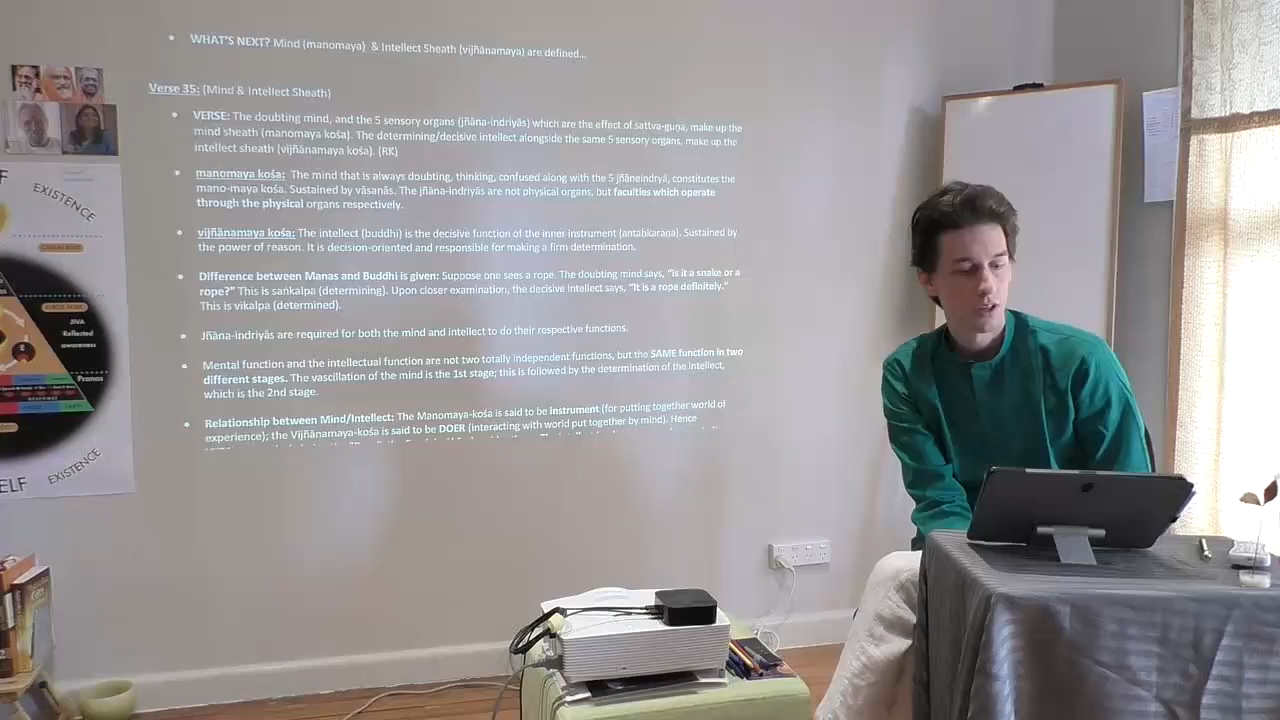 • WHAT'S NEXT? Mind (manomaya) & Intellect Sheath (vijñānamaya) are defined...
Verse 35: (Mind & Intellect Sheath)
• VERSE: The doubting mind, and the 5 sensory organs (jñāna-indriyās) which are the effect of sattva-guṇa, make up the
mind sheath (manomaya kośa). The determining/decisive intellect alongside the same 5 sensory organs, make up the
intellect sheath (vijñānamaya kośa). (RK)
• manomaya kośa: The mind that is always doubting, thinking, confused along with the 5 jñāneindryā, constitutes the
mano-maya kośa. Sustained by vāsanās. The jñāna-indriyās are not physical organs, but faculties which operate
through the physical organs respectively.
• vijñānamaya kośa: The intellect (buddhi) is the decisive function of the inner instrument (antaḥkaraṇa). Sustained by
the power of reason. It is decision-oriented and responsible for making a firm determination.
• Difference between Manas and Buddhi is given: Suppose one sees a rope. The doubting mind says, "Is it a snake or a
rope?" This is saṅkalpa (determining). Upon closer examination, the decisive intellect says, "It is a rope definitely."
This is vikalpa (determined).
• Jñāna-indriyās are required for both the mind and intellect to do their respective functions.
• Mental function and the intellectual function are not two totally independent functions, but the SAME function in two
different stages. The vascillation of the mind is the 1st stage; this is followed by the determination of the intellect,
which is the 2nd stage.
• Relationship between Mind/Intellect: The Manomaya-kośa is said to be instrument (for putting together world of
experience); the Vijñānamaya-kośa is said to be DOER (interacting with world put together by mind). Hence
EXISTENCE
JIVA
Reflected
awareness
Pranas
EXISTENCE